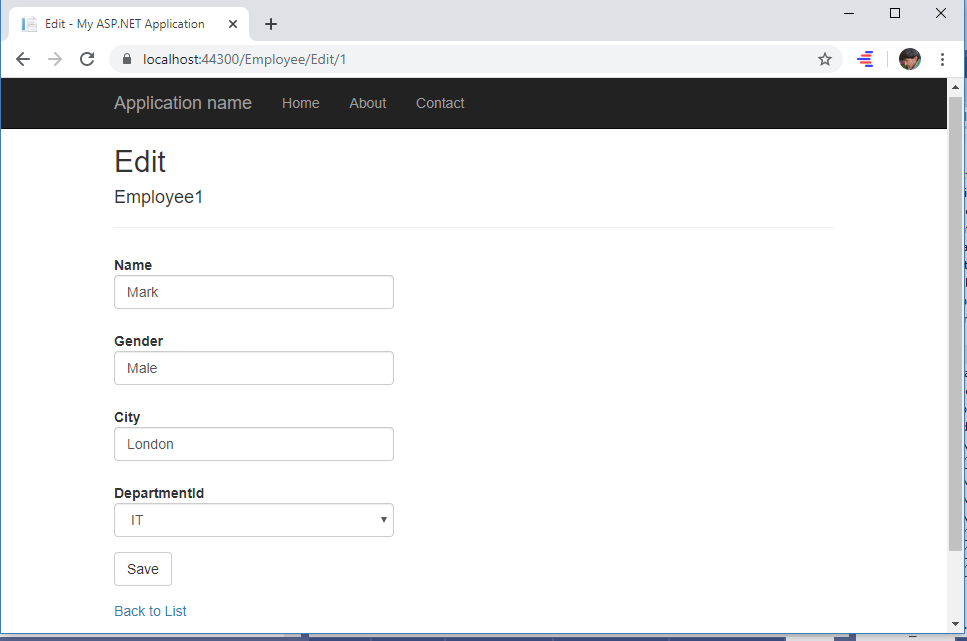 Edit - My ASP.NET Application
localhost:44300/Employee/Edit/1
Application name Home About Contact
Edit
Employee1
Name
Mark
Gender
Male
City
London
DepartmentId
IT
Save
Back to List